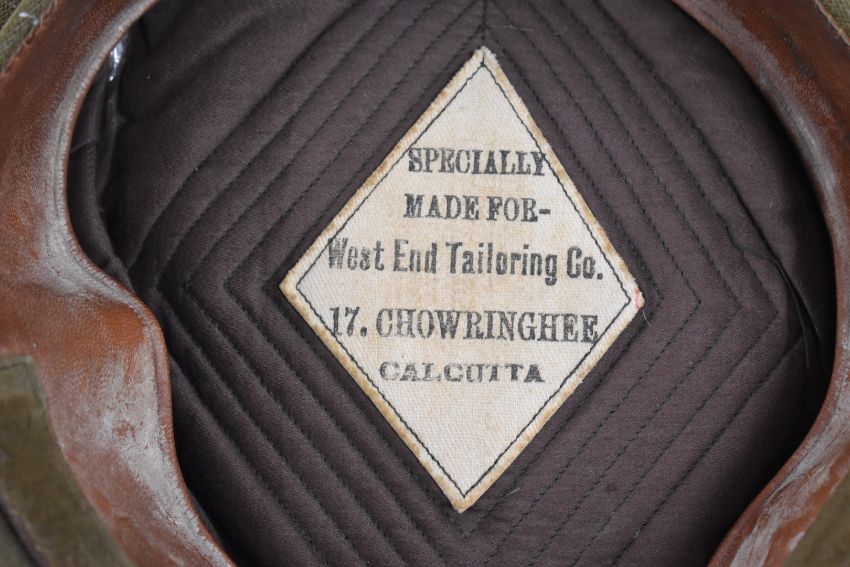 SPECIALLY
MADE FOR-
West End Tailoring Co.
17. CHOWRINGHEE
CALCUTTA